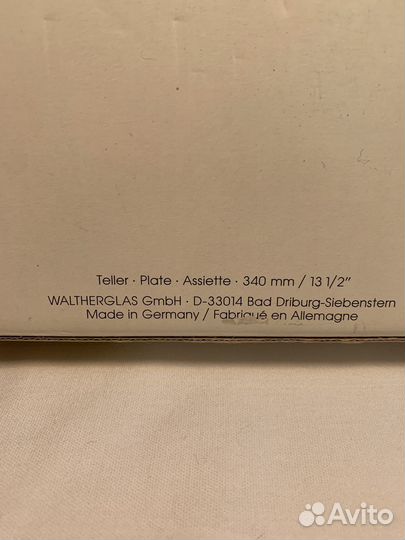 Teller · Plate · Assiette · 340 mm / 13 1/2"
WALTHERGLAS GmbH · D-33014 Bad Driburg-Siebenstern
Made in Germany / Fabriqué en Allemagne
Avito